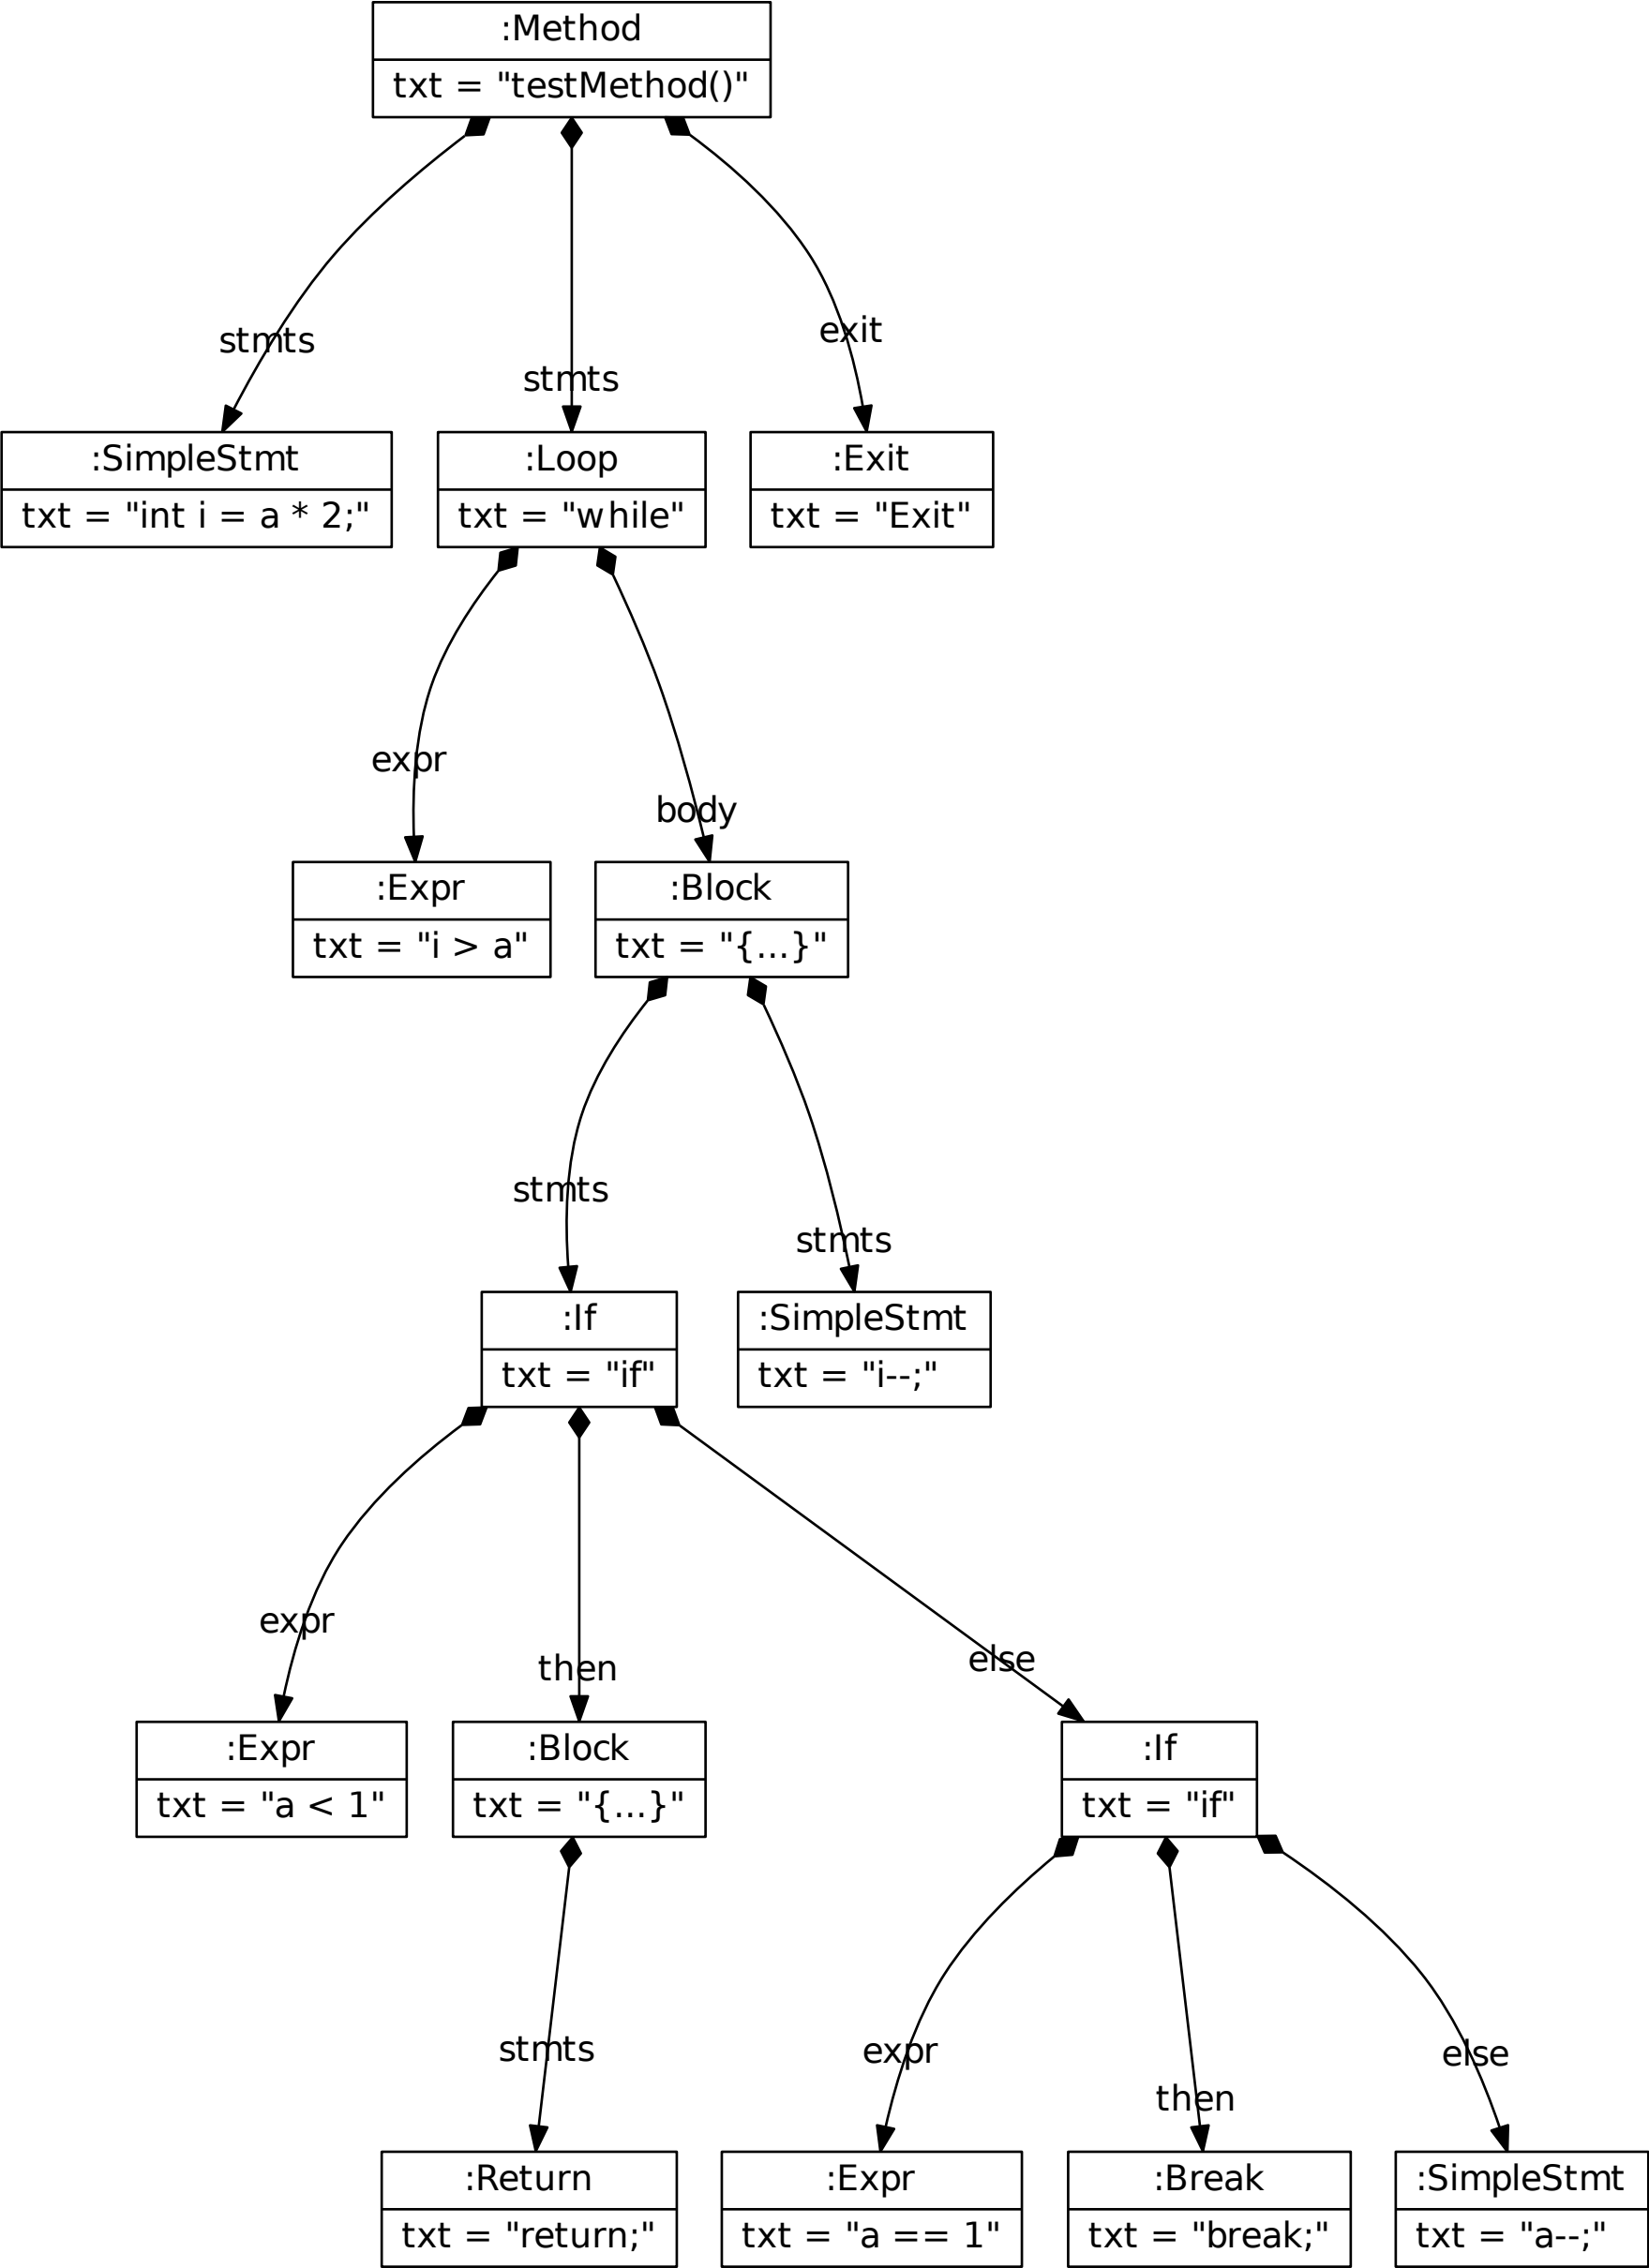 :Method
txt = "testMethod()"
stmts
stmts
exit
:SimpleStmt
txt = "int i = a * 2;"
:Loop
txt = "while"
:Exit
txt = "Exit"
expr
body
:Expr
txt = "i > a"
:Block
txt = "{...}"
stmts
stmts
:If
txt = "if"
:SimpleStmt
txt = "i--;"
expr
then
else
:Expr
txt = "a < 1"
:Block
txt = "{...}"
:If
txt = "if"
stmts
expr
then
else
:Return
txt = "return;"
:Expr
txt = "a == 1"
:Break
txt = "break;"
:SimpleStmt
txt = "a--;"